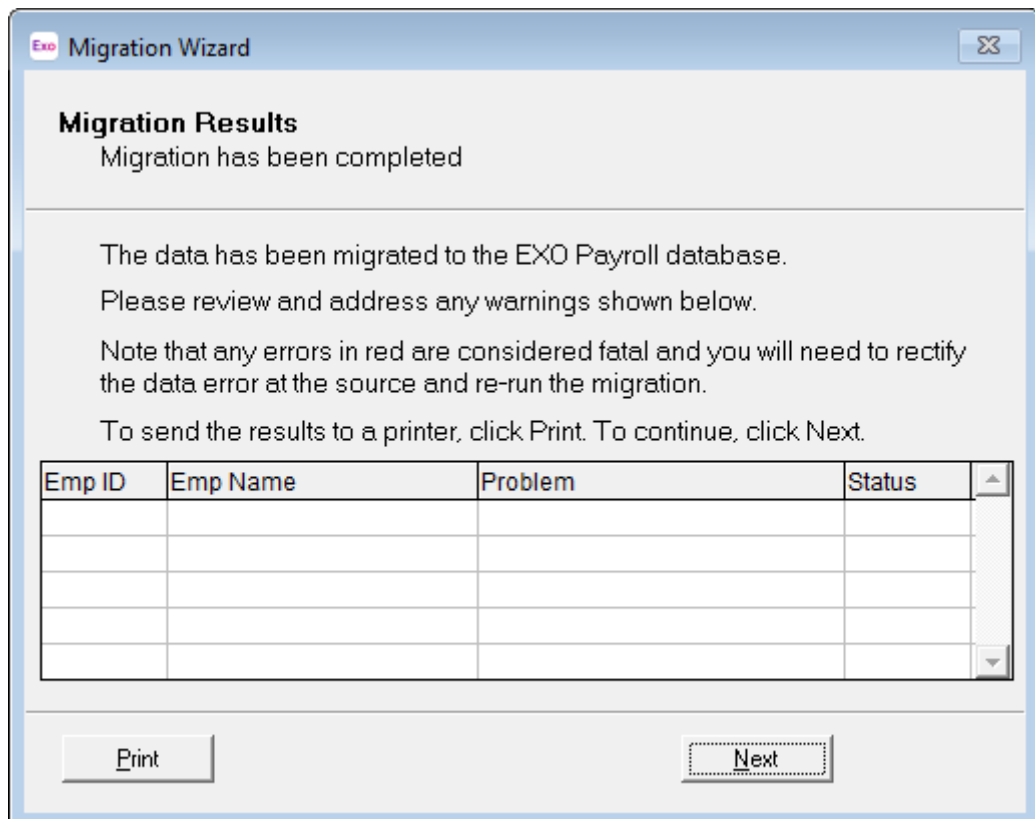 Exo Migration Wizard
Migration Results
Migration has been completed
The data has been migrated to the EXO Payroll database.
Please review and address any warnings shown below.
Note that any errors in red are considered fatal and you will need to rectify
the data error at the source and re-run the migration.
To send the results to a printer, click Print. To continue, click Next.
Emp ID Emp Name Problem Status
Print Next